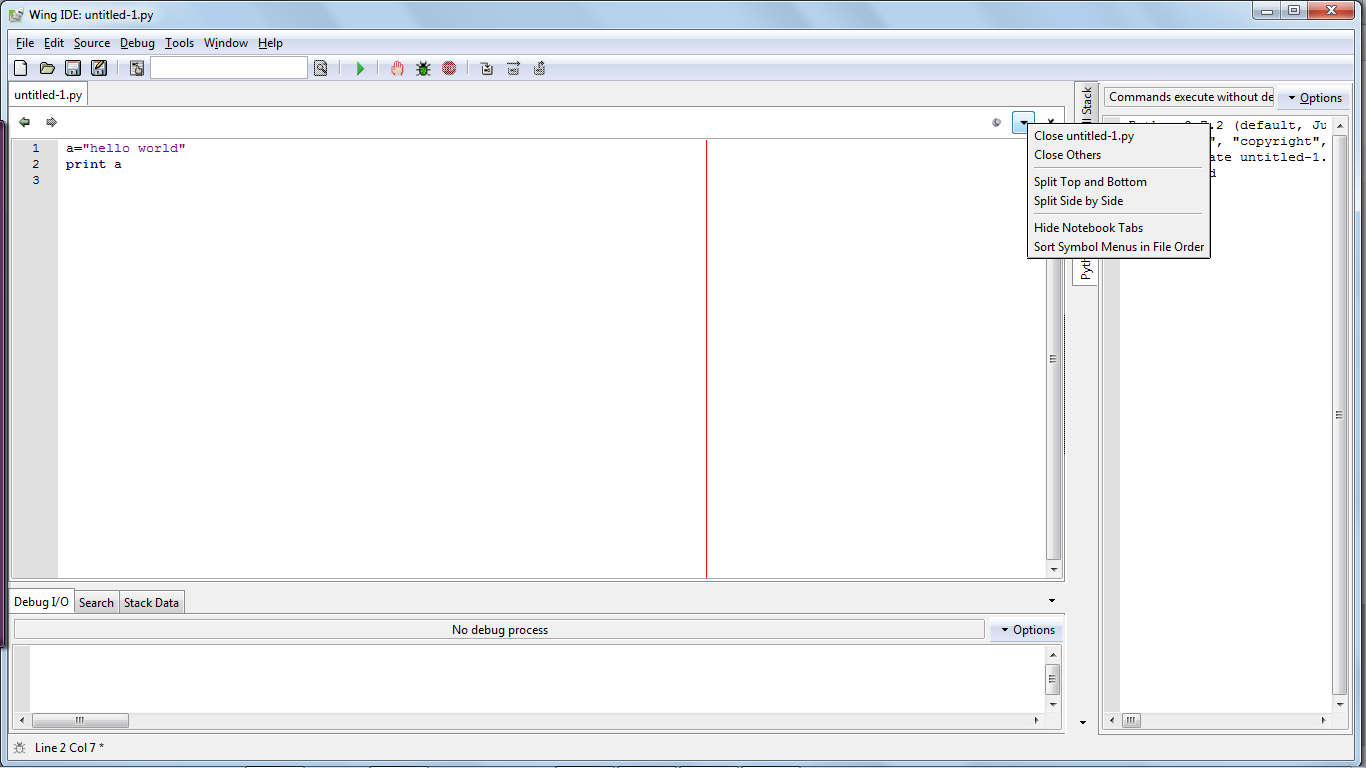 Wing IDE: untitled-1.py
File Edit Source Debug Tools Window Help
untitled-1.py
Commands execute without de
Options
1 a="hello world"
2 print a
3
Close untitled-1.py
Close Others
Split Top and Bottom
Split Side by Side
Hide Notebook Tabs
Sort Symbol Menus in File Order
Stack
.2 (default, Ju
", "copyright",
ate untitled-1.
d
Debug I/O Search Stack Data
No debug process
Options
Line 2 Col 7 *